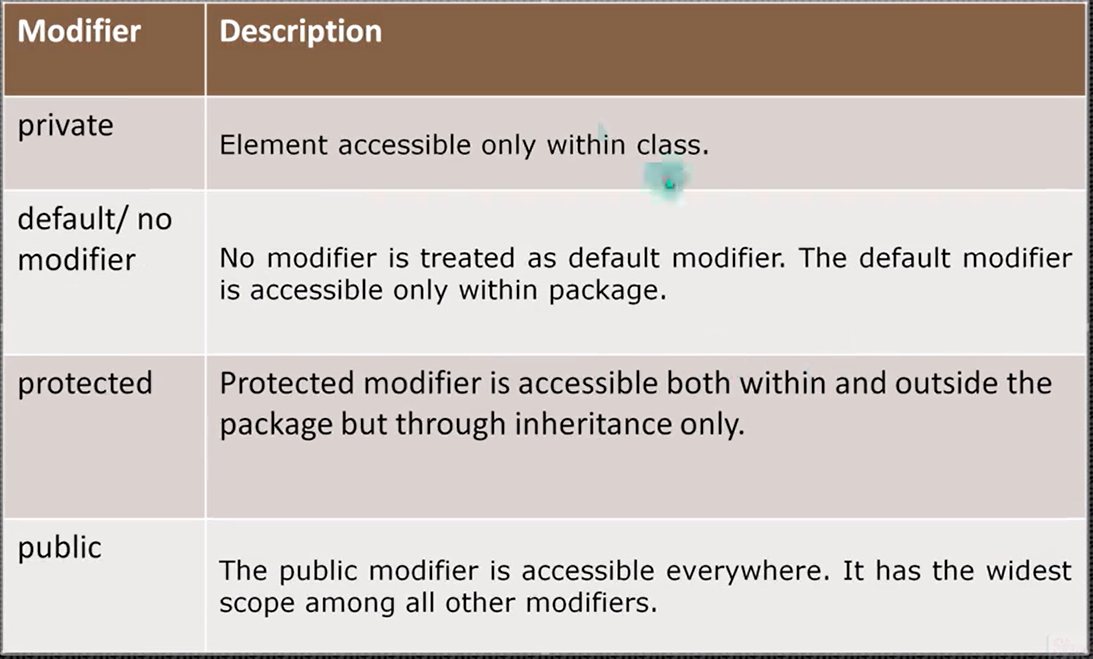 Modifier
Description
private
Element accessible only within class.
default/ no
modifier
No modifier is treated as default modifier. The default modifier
is accessible only within package.
protected
Protected modifier is accessible both within and outside the
package but through inheritance only.
public
The public modifier is accessible everywhere. It has the widest
scope among all other modifiers.